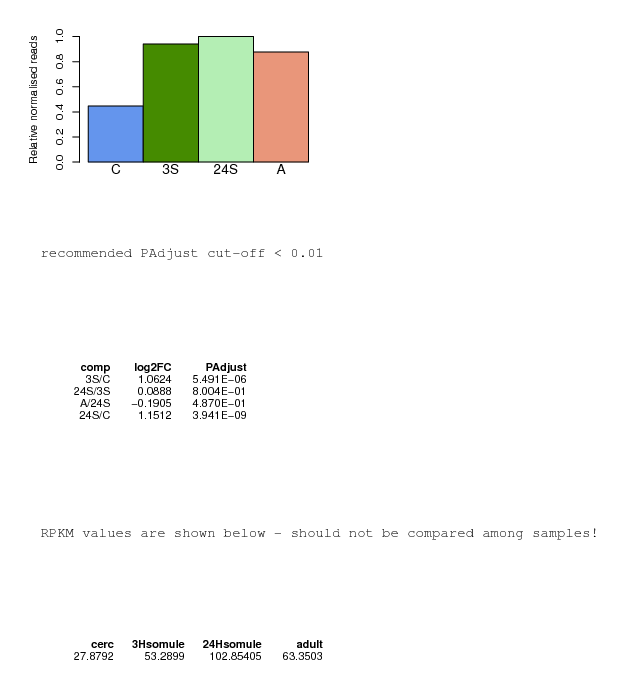 Relative normalised reads
1.0
0.8
0.6
0.4
0.2
0.0
C 3S 24S A
recommended PAdjust cut-off < 0.01
comp log2FC PAdjust
3S/C 1.0624 5.491E-06
24S/3S 0.0888 8.004E-01
A/24S -0.1905 4.870E-01
24S/C 1.1512 3.941E-09
RPKM values are shown below - should not be compared among samples!
cerc 3Hsomule 24Hsomule adult
27.8792 53.2899 102.85405 63.3503